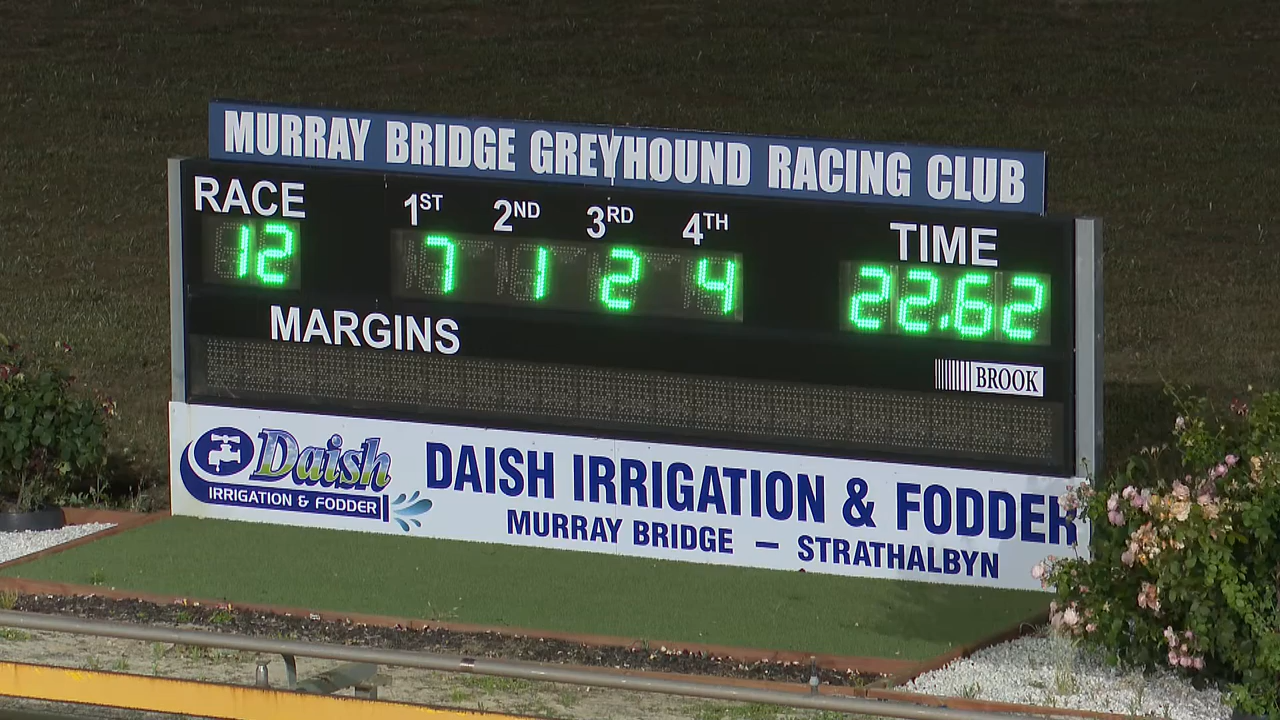 MURRAY BRIDGE GREYHOUND RACING CLUB
RACE 1ST 2ND 3RD 4TH TIME
12 7 1 2 4 22.62
MARGINS
BROOK
Daish
IRRIGATION & FODDER
DAISH IRRIGATION & FODDER
MURRAY BRIDGE — STRATHALBYN